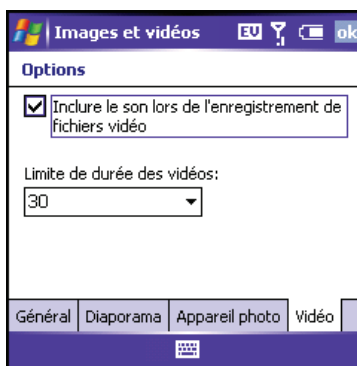 Images et vidéos EU ok
Options
Inclure le son lors de l'enregistrement de
fichiers vidéo
Limite de durée des vidéos:
30
Général Diaporama Appareil photo Vidéo